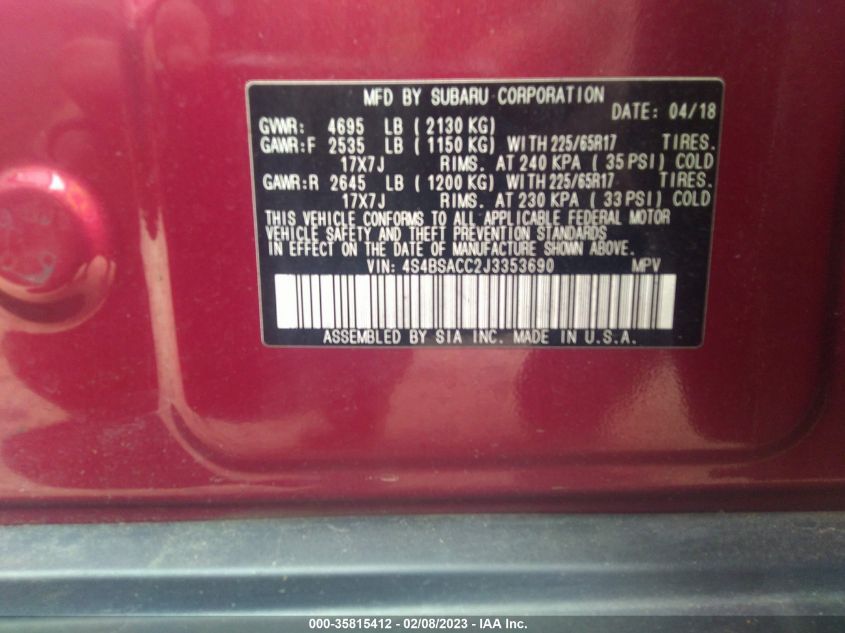 MFD BY SUBARU CORPORATION
DATE: 04/18
GVWR: 4695 LB ( 2130 KG)
GAWR:F 2535 LB ( 1150 KG) WITH 225/65R17 TIRES.
17X7J RIMS. AT 240 KPA ( 35 PSI) COLD
GAWR:R 2645 LB ( 1200 KG) WITH 225/65R17 TIRES.
17X7J RIMS. AT 230 KPA ( 33 PSI) COLD
THIS VEHICLE CONFORMS TO ALL APPLICABLE FEDERAL MOTOR
VEHICLE SAFETY AND THEFT PREVENTION STANDARDS
IN EFFECT ON THE DATE OF MANUFACTURE SHOWN ABOVE.
VIN: 4S4BSACC2J3353690 MPV
ASSEMBLED BY SIA INC. MADE IN U.S.A.
000-35815412 - 02/08/2023 - IAA Inc.